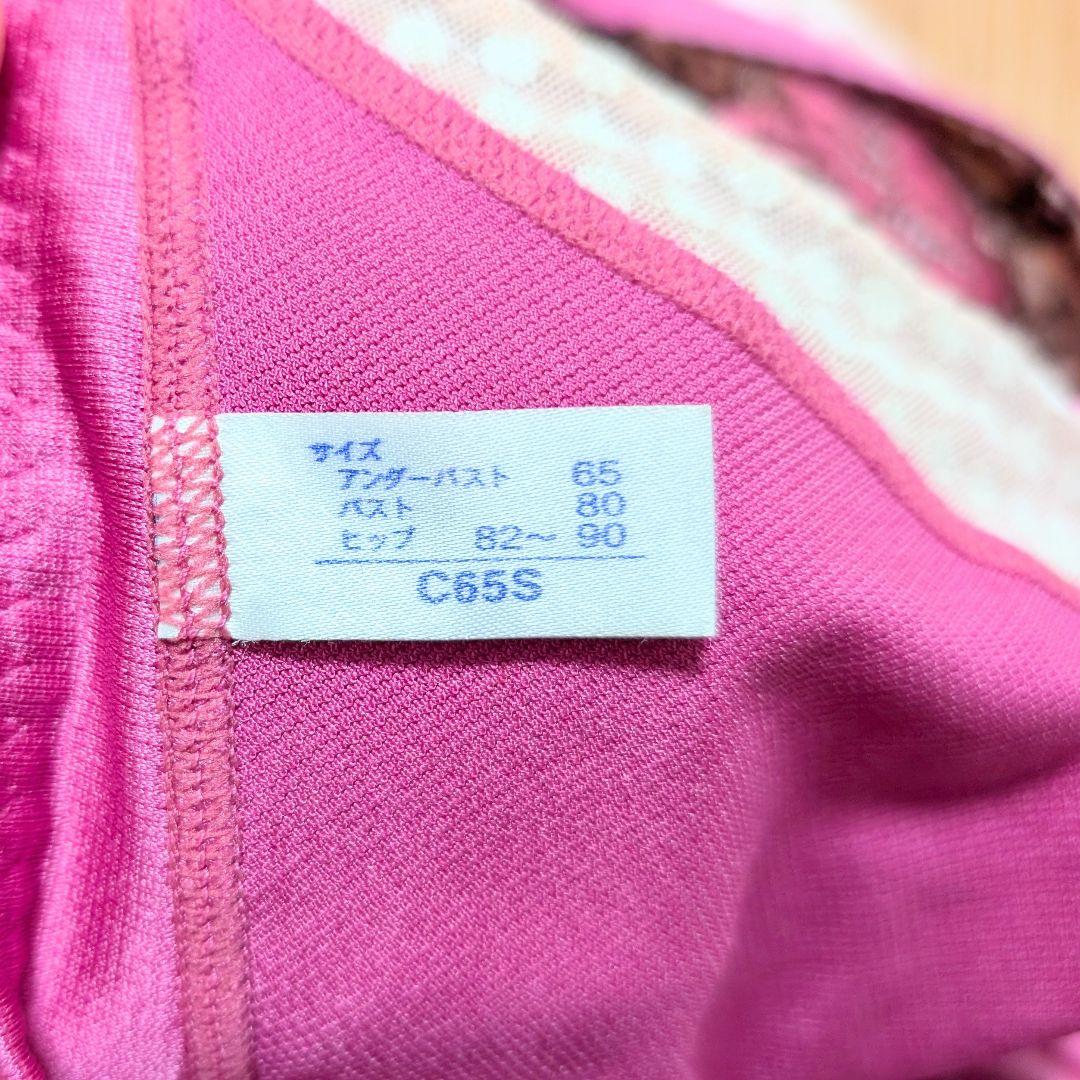 サイズ
アンダーバスト 65
バスト 80
ヒップ 82～ 90
C65S